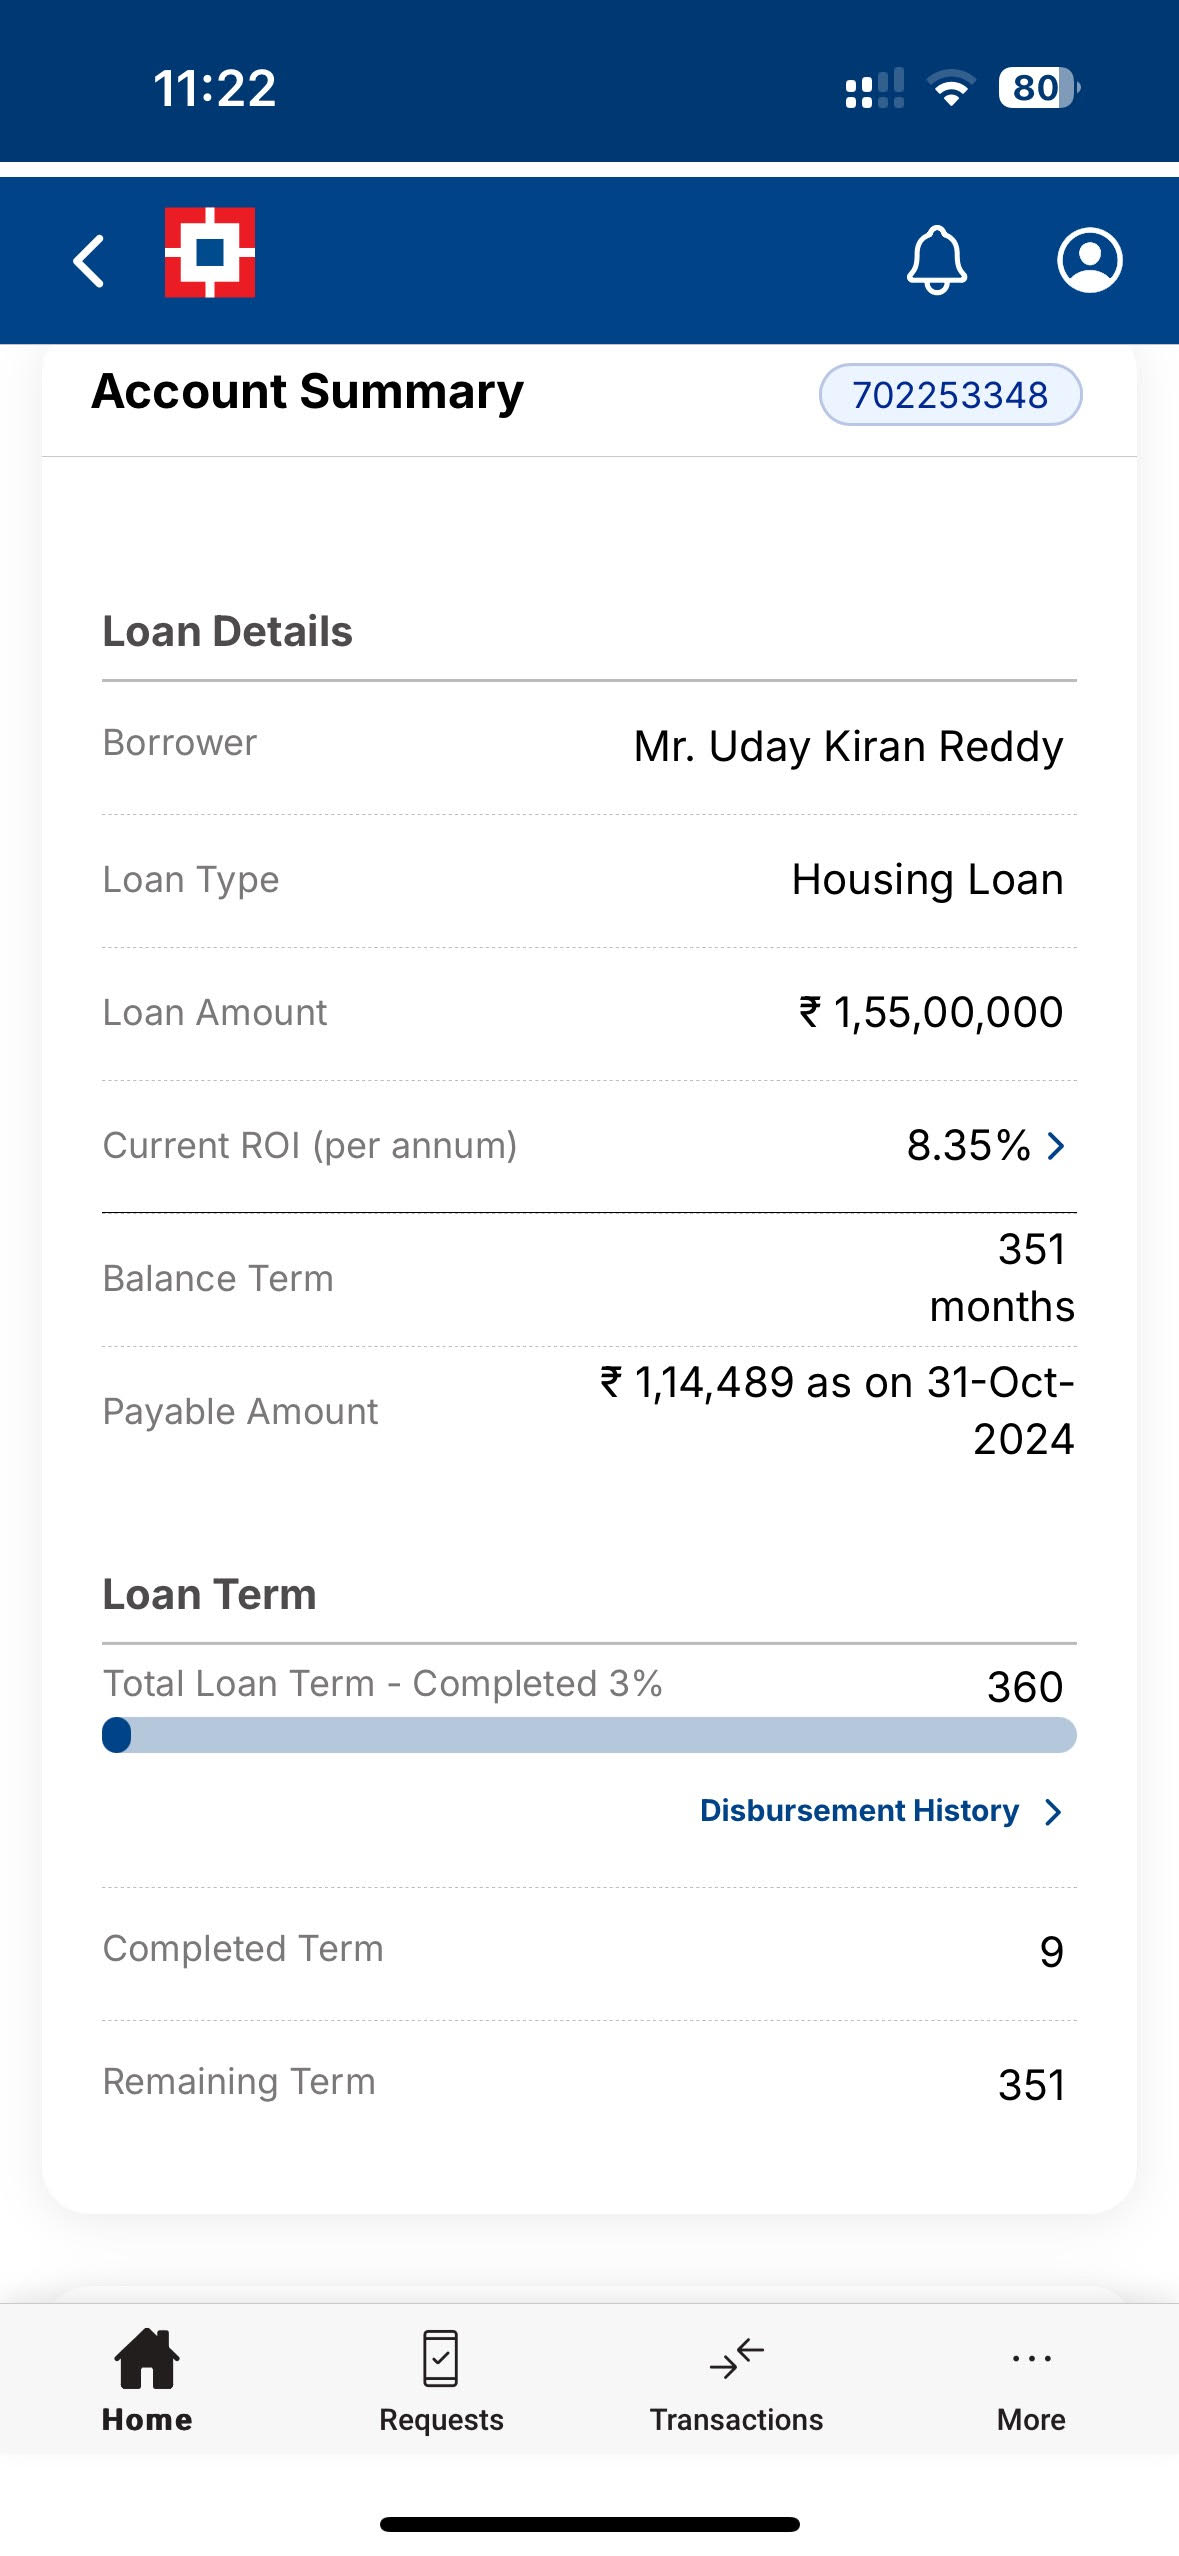 11:22
80
Account Summary
702253348
Loan Details
Borrower
Mr. Uday Kiran Reddy
Loan Type
Housing Loan
Loan Amount
₹ 1,55,00,000
Current ROI (per annum)
8.35%
Balance Term
351
months
Payable Amount
₹ 1,14,489 as on 31-Oct-
2024
Loan Term
Total Loan Term - Completed 3%
360
Disbursement History
Completed Term
9
Remaining Term
351
Home
Requests
Transactions
More